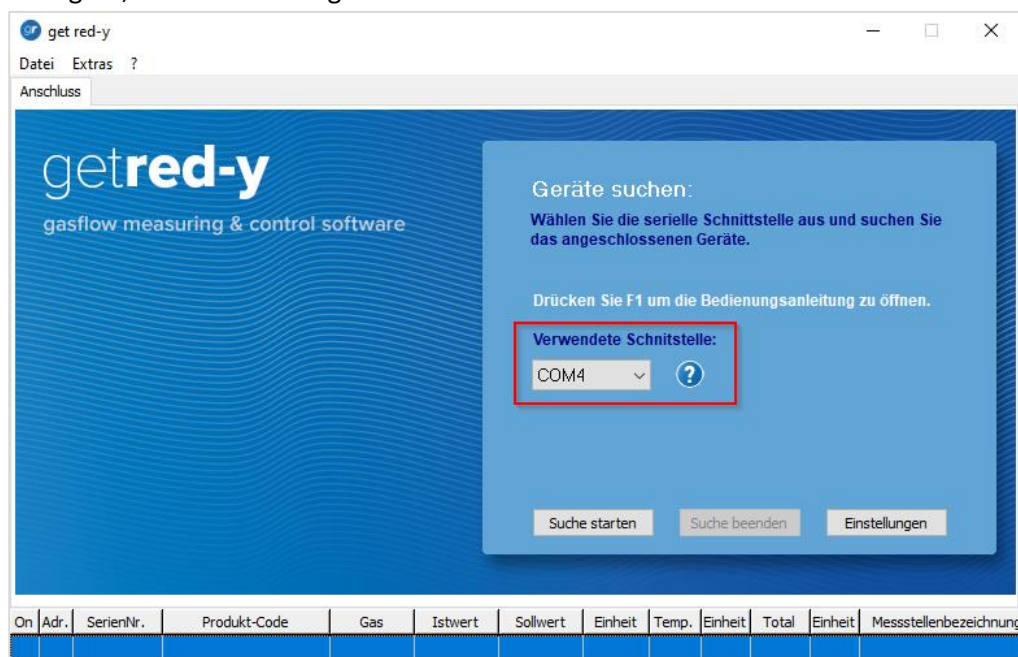 get red-y
Datei Extras ?
Anschluss
getred-y
gasflow measuring & control software
Geräte suchen:
Wählen Sie die serielle Schnittstelle aus und suchen Sie
das angeschlossenen Geräte.
Drücken Sie F1 um die Bedienungsanleitung zu öffnen.
Verwendete Schnitstelle:
COM4 ?
Suche starten Suche beenden Einstellungen
On Adr. SerienNr. Produkt-Code Gas Istwert Sollwert Einheit Temp. Einheit Total Einheit Messstellenbezeichnung